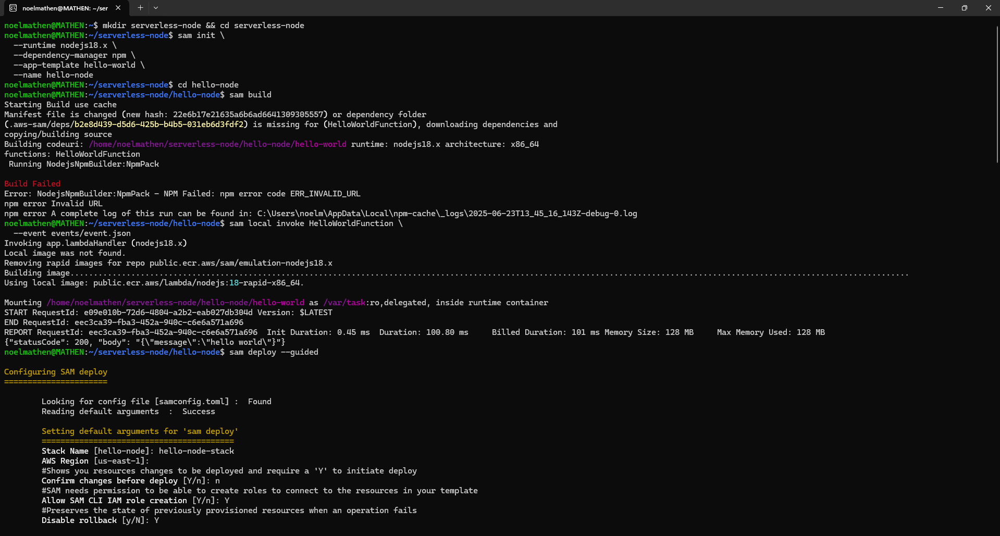 noelmathen@MATHEN: ~/ser
noelmathen@MATHEN:~$ mkdir serverless-node && cd serverless-node
noelmathen@MATHEN:~/serverless-node$ sam init \
--runtime nodejs18.x \
--dependency-manager npm \
--app-template hello-world \
--name hello-node
noelmathen@MATHEN:~/serverless-node$ cd hello-node
noelmathen@MATHEN:~/serverless-node/hello-node$ sam build
Starting Build use cache
Manifest file is changed (new hash: 22e6b17e21635a6b6ad6641309305557) or dependency folder
(.aws-sam/deps/b2e8d439-d5d6-425b-b4b5-031eb6d3fdf2) is missing for (HelloWorldFunction), downloading dependencies and
copying/building source
Building codeuri: /home/noelmathen/serverless-node/hello-node/hello-world runtime: nodejs18.x architecture: x86_64
functions: HelloWorldFunction
Running NodejsNpmBuilder:NpmPack
Build Failed
Error: NodejsNpmBuilder:NpmPack - NPM Failed: npm error code ERR_INVALID_URL
npm error Invalid URL
npm error A complete log of this run can be found in: C:\Users\noelm\AppData\Local\npm-cache\_logs\2025-06-23T13_45_16_143Z-debug-0.log
noelmathen@MATHEN:~/serverless-node/hello-node$ sam local invoke HelloWorldFunction \
--event events/event.json
Invoking app.lambdaHandler (nodejs18.x)
Local image was not found.
Removing rapid images for repo public.ecr.aws/sam/emulation-nodejs18.x
Building image...................................................................................................................................................................................
Using local image: public.ecr.aws/lambda/nodejs:18-rapid-x86_64.
Mounting /home/noelmathen/serverless-node/hello-node/hello-world as /var/task:ro,delegated, inside runtime container
START RequestId: e09e010b-72d6-4804-a2b2-eab027db304d Version: $LATEST
END RequestId: eec3ca39-fba3-452a-940c-c6e6a571a696
REPORT RequestId: eec3ca39-fba3-452a-940c-c6e6a571a696  Init Duration: 0.45 ms  Duration: 100.80 ms     Billed Duration: 101 ms Memory Size: 128 MB     Max Memory Used: 128 MB
{"statusCode": 200, "body": "{\"message\":\"hello world\"}"}
noelmathen@MATHEN:~/serverless-node/hello-node$ sam deploy --guided
Configuring SAM deploy
======================
Looking for config file [samconfig.toml] :  Found
Reading default arguments  :  Success
Setting default arguments for 'sam deploy'
=========================================
Stack Name [hello-node]: hello-node-stack
AWS Region [us-east-1]:
#Shows you resources changes to be deployed and require a 'Y' to initiate deploy
Confirm changes before deploy [Y/n]: n
#SAM needs permission to be able to create roles to connect to the resources in your template
Allow SAM CLI IAM role creation [Y/n]: Y
#Preserves the state of previously provisioned resources when an operation fails
Disable rollback [y/N]: Y